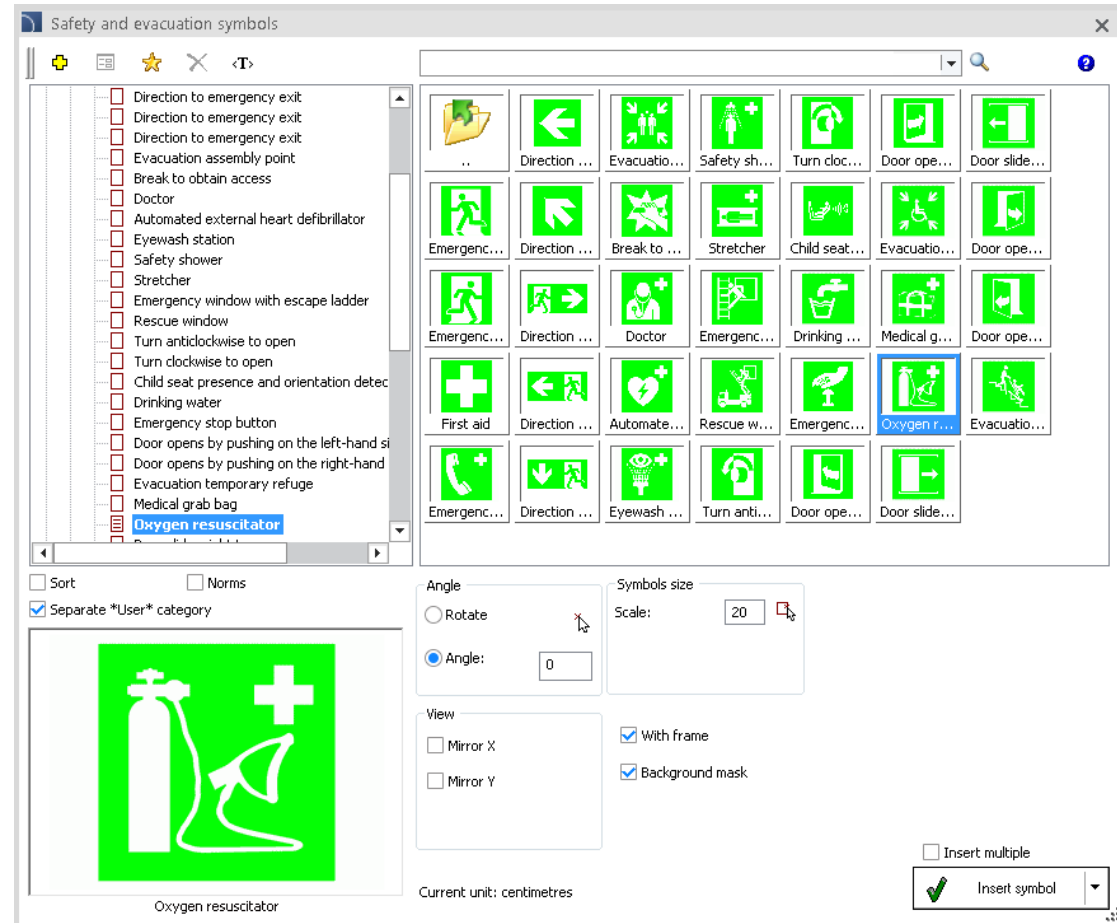 Safety and evacuation symbols
<T>
Direction to emergency exit
Direction to emergency exit
Direction to emergency exit
Evacuation assembly point
Break to obtain access
Doctor
Automated external heart defibrillator
Eyewash station
Safety shower
Stretcher
Emergency window with escape ladder
Rescue window
Turn anticlockwise to open
Turn clockwise to open
Child seat presence and orientation detec
Drinking water
Emergency stop button
Door opens by pushing on the left-hand si
Door opens by pushing on the right-hand
Evacuation temporary refuge
Medical grab bag
Oxygen resuscitator
.. Direction ... Evacuatio... Safety sh... Turn cloc... Door ope... Door slide...
Emergenc... Direction ... Break to ... Stretcher Child seat... Evacuatio... Door ope...
Emergenc... Direction ... Doctor Emergenc... Drinking ... Medical g... Door ope...
First aid Direction ... Automate... Rescue w... Emergenc... Oxygen r... Evacuatio...
Emergenc... Direction ... Eyewash ... Turn anti... Door ope... Door slide...
Sort Norms
Separate *User* category
Oxygen resuscitator
Angle
Rotate
Angle: 0
Symbols size
Scale: 20
View
Mirror X
Mirror Y
With frame
Background mask
Current unit: centimetres
Insert multiple
Insert symbol